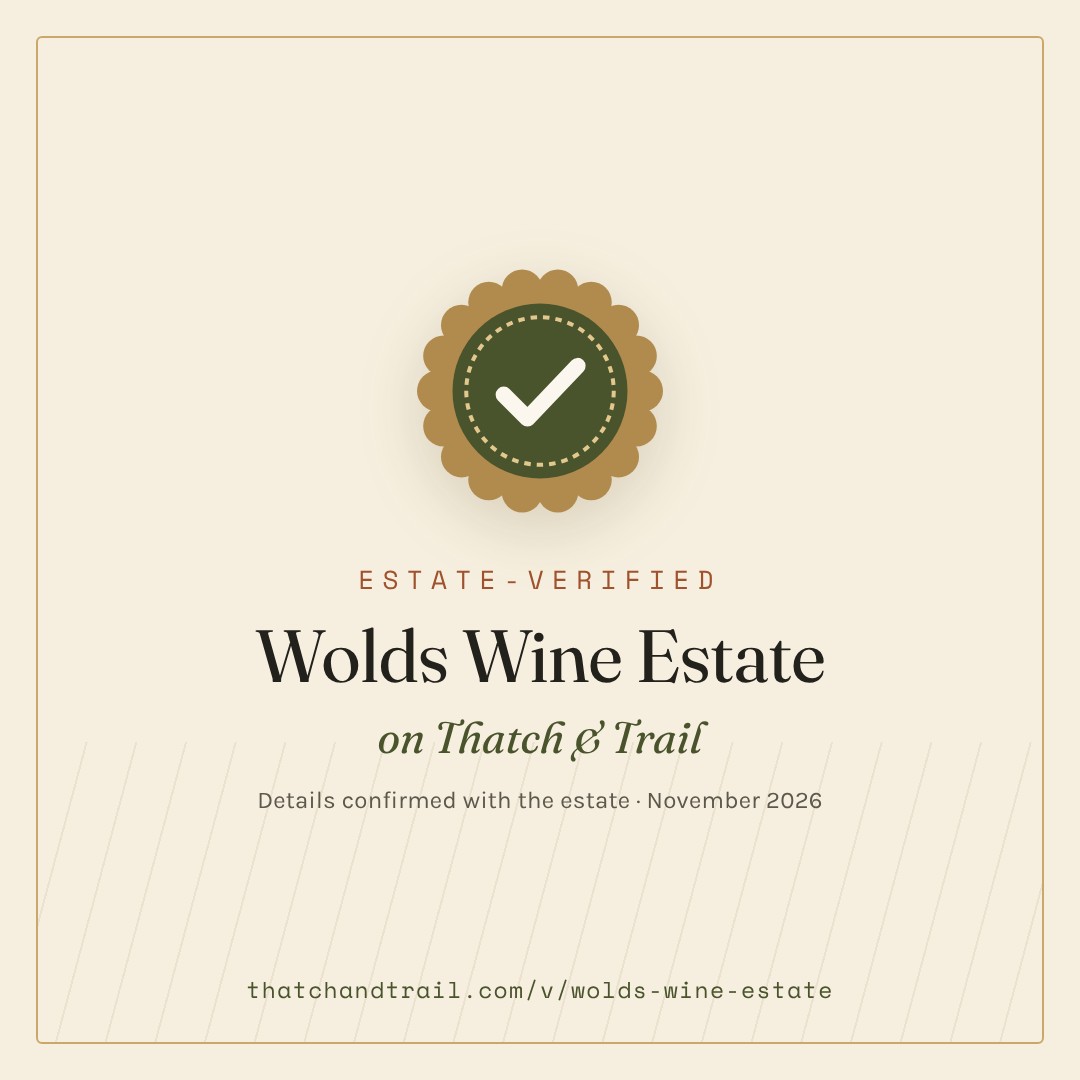 ESTATE-VERIFIED
Wolds Wine Estate
on Thatch & Trail
Details confirmed with the estate · November 2026
thatchandtrail.com/v/wolds-wine-estate